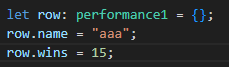 let row: performance1 = {};
row.name = "aaa";
row.wins = 15;